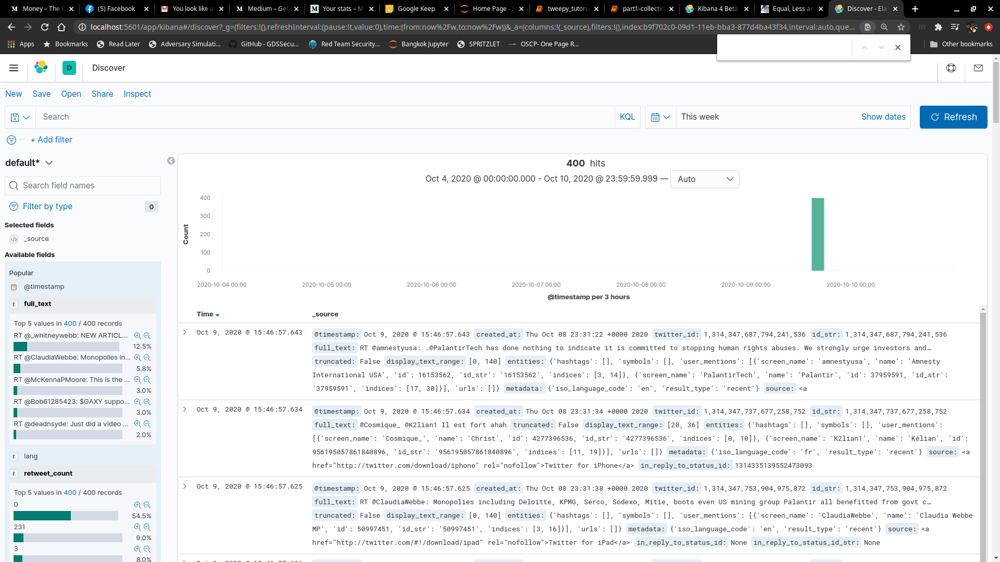 Money – The F
(5) Facebook
You look like a
Medium – Get
Your stats – M
Google Keep
Home Page - S
tweepy_tutoria
part1-collectio
Kibana 4 Beta
Equal, Less an
Discover - Elas
localhost:5601/app/kibana#/discover?_g=(filters:!(),refreshInterval:(pause:!t,value:0),time:(from:now%2Fw,to:now%2Fw))&_a=(columns:!(_source),filters:!(),index:b9f702c0-09d1-11eb-bba3-877d4ba43f34,interval:auto,que...
Apps
Bookmarks
Read Later
Adversary Simulati...
GitHub - GDSSecu...
Red Team Security...
Bangkok Jupyter
SPRITZLET
OSCP- One Page R...
Other bookmarks
D
Discover
New Save Open Share Inspect
Search
KQL
This week
Show dates
Refresh
+ Add filter
default*
Search field names
Filter by type 0
Selected fields
_source
Available fields
Popular
@timestamp
t full_text
Top 5 values in 400 / 400 records
RT @_whitneywebb: NEW ARTICL...
12.5%
RT @ClaudiaWebbe: Monopolies in...
5.8%
RT @McKennaPMoore: This is the ...
3.0%
RT @Bob61285423: $GAXY suppo...
3.0%
RT @deadnsyde: Just did a video ...
2.0%
t lang
t retweet_count
Top 5 values in 400 / 400 records
0
54.5%
231
9.0%
3
8.0%
400 hits
Oct 4, 2020 @ 00:00:00.000 - Oct 10, 2020 @ 23:59:59.999 — Auto
400
300
200
100
0
Count
2020-10-04 00:00 2020-10-05 00:00 2020-10-06 00:00 2020-10-07 00:00 2020-10-08 00:00 2020-10-09 00:00 2020-10-10 00:00
@timestamp per 3 hours
Time _source
Oct 9, 2020 @ 15:46:57.643
@timestamp: Oct 9, 2020 @ 15:46:57.643 created_at: Thu Oct 08 23:31:22 +0000 2020 twitter_id: 1,314,347,687,794,241,536 id_str: 1,314,347,687,794,241,536
full_text: RT @amnestyusa: .@PalantirTech has done nothing to indicate it is committed to stopping human rights abuses. We strongly urge investors and…
truncated: False display_text_range: [0, 140] entities: {'hashtags': [], 'symbols': [], 'user_mentions': [{'screen_name': 'amnestyusa', 'name': 'Amnesty
International USA', 'id': 16153562, 'id_str': '16153562', 'indices': [3, 14]}, {'screen_name': 'PalantirTech', 'name': 'Palantir', 'id': 37959591, 'id_str':
'37959591', 'indices': [17, 30]}], 'urls': []} metadata: {'iso_language_code': 'en', 'result_type': 'recent'} source: <a
Oct 9, 2020 @ 15:46:57.634
@timestamp: Oct 9, 2020 @ 15:46:57.634 created_at: Thu Oct 08 23:31:34 +0000 2020 twitter_id: 1,314,347,737,677,258,752 id_str: 1,314,347,737,677,258,752
full_text: @Cosmique_ @K2lian1 Il est fort ahah truncated: False display_text_range: [20, 36] entities: {'hashtags': [], 'symbols': [], 'user_mentions':
[{'screen_name': 'Cosmique_', 'name': 'Christ', 'id': 4277396536, 'id_str': '4277396536', 'indices': [0, 10]}, {'screen_name': 'K2lian1', 'name': 'Kélian', 'id':
956195057861840896, 'id_str': '956195057861840896', 'indices': [11, 19]}], 'urls': []} metadata: {'iso_language_code': 'fr', 'result_type': 'recent'} source: <a
href="http://twitter.com/download/iphone" rel="nofollow">Twitter for iPhone</a> in_reply_to_status_id: 1314335139552473093
Oct 9, 2020 @ 15:46:57.625
@timestamp: Oct 9, 2020 @ 15:46:57.625 created_at: Thu Oct 08 23:31:38 +0000 2020 twitter_id: 1,314,347,753,904,975,872 id_str: 1,314,347,753,904,975,872
full_text: RT @ClaudiaWebbe: Monopolies including Deloitte, KPMG, Serco, Sodexo, Mitie, boots even US mining group Palantir all benefitted from govt c…
truncated: False display_text_range: [0, 140] entities: {'hashtags': [], 'symbols': [], 'user_mentions': [{'screen_name': 'ClaudiaWebbe', 'name': 'Claudia Webbe
MP', 'id': 50997451, 'id_str': '50997451', 'indices': [3, 16]}], 'urls': []} metadata: {'iso_language_code': 'en', 'result_type': 'recent'} source: <a
href="http://twitter.com/#!/download/ipad" rel="nofollow">Twitter for iPad</a> in_reply_to_status_id: None in_reply_to_status_id_str: None